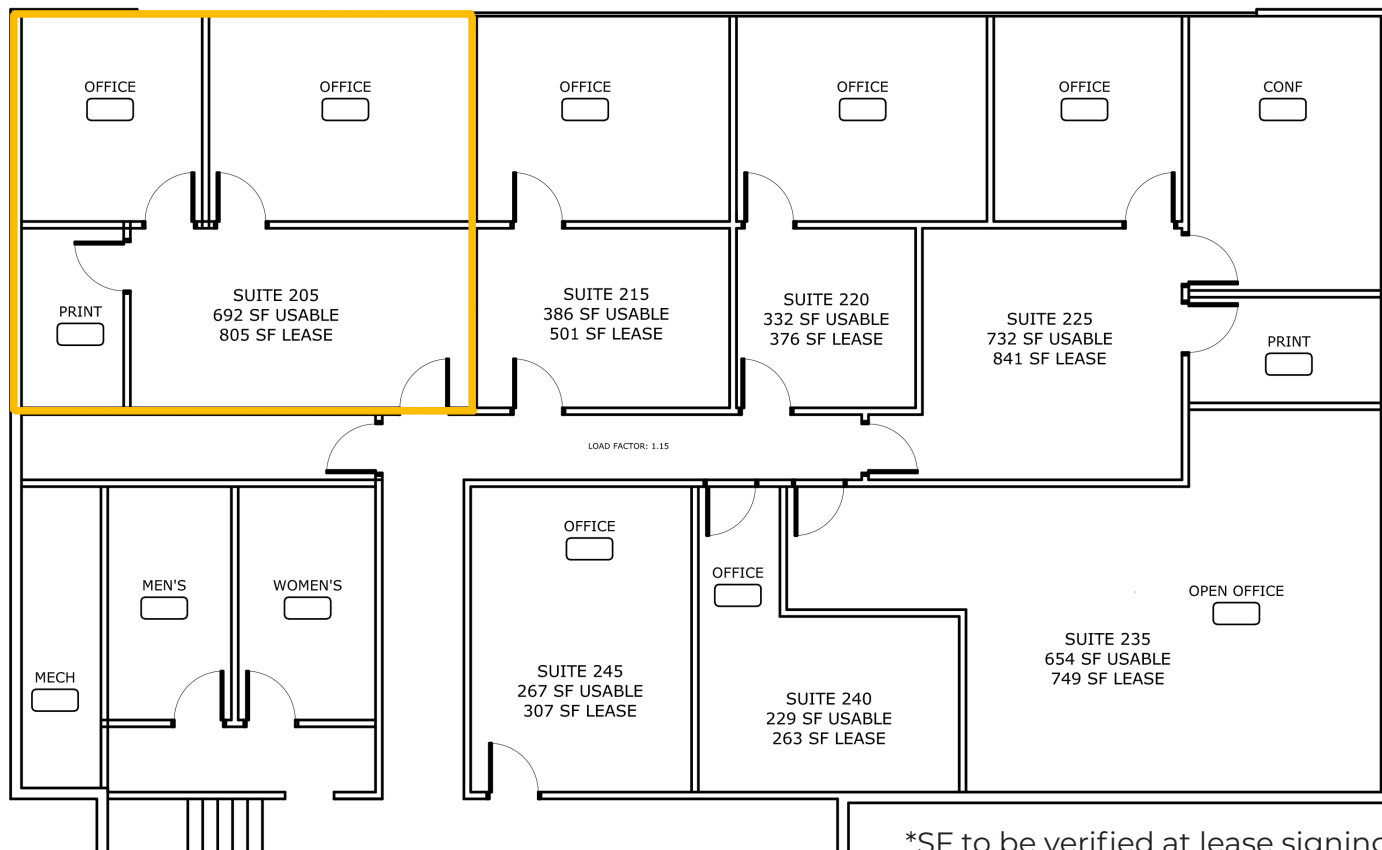 OFFICE
OFFICE
OFFICE
OFFICE
OFFICE
CONF
PRINT
SUITE 205
692 SF USABLE
805 SF LEASE
SUITE 215
386 SF USABLE
501 SF LEASE
SUITE 220
332 SF USABLE
376 SF LEASE
SUITE 225
732 SF USABLE
841 SF LEASE
PRINT
LOAD FACTOR: 1.15
MECH
MEN'S
WOMEN'S
OFFICE
SUITE 245
267 SF USABLE
307 SF LEASE
OFFICE
SUITE 240
229 SF USABLE
263 SF LEASE
OPEN OFFICE
SUITE 235
654 SF USABLE
749 SF LEASE
*SF to be verified at lease signing